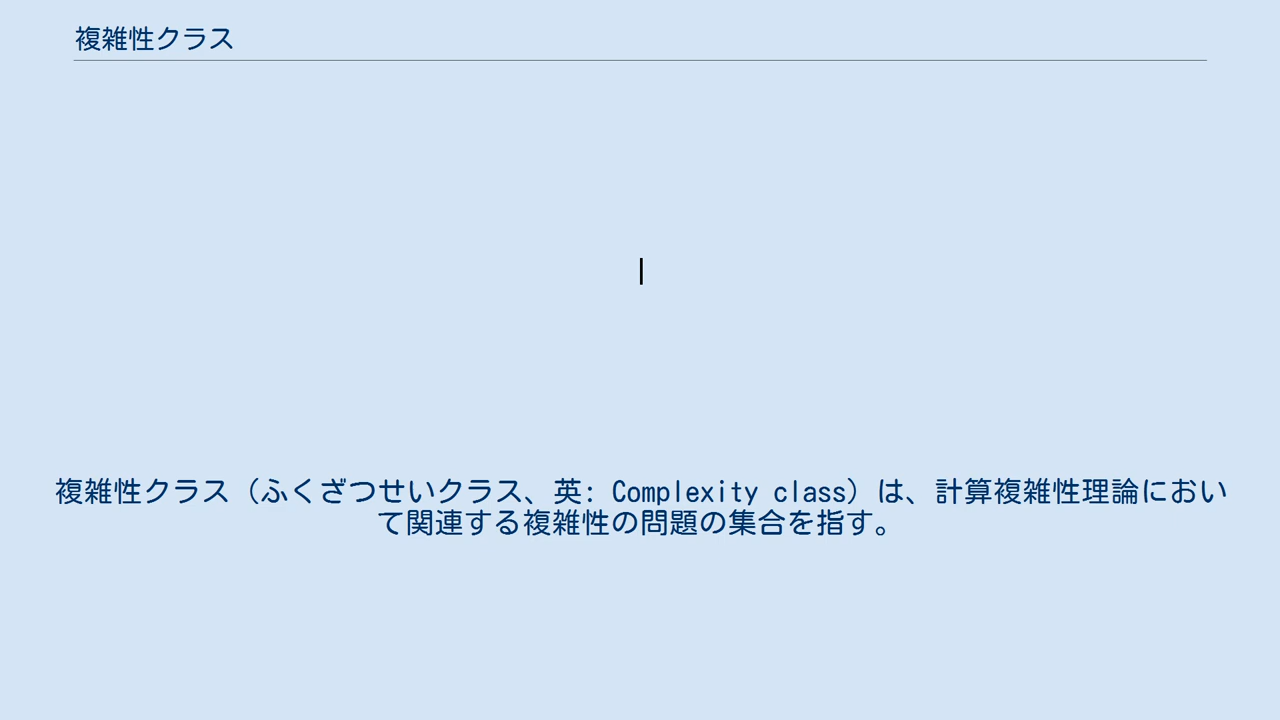 複雑性クラス
複雑性クラス（ふくざつせいクラス、英: Complexity class）は、計算複雑性理論におい
て関連する複雑性の問題の集合を指す。